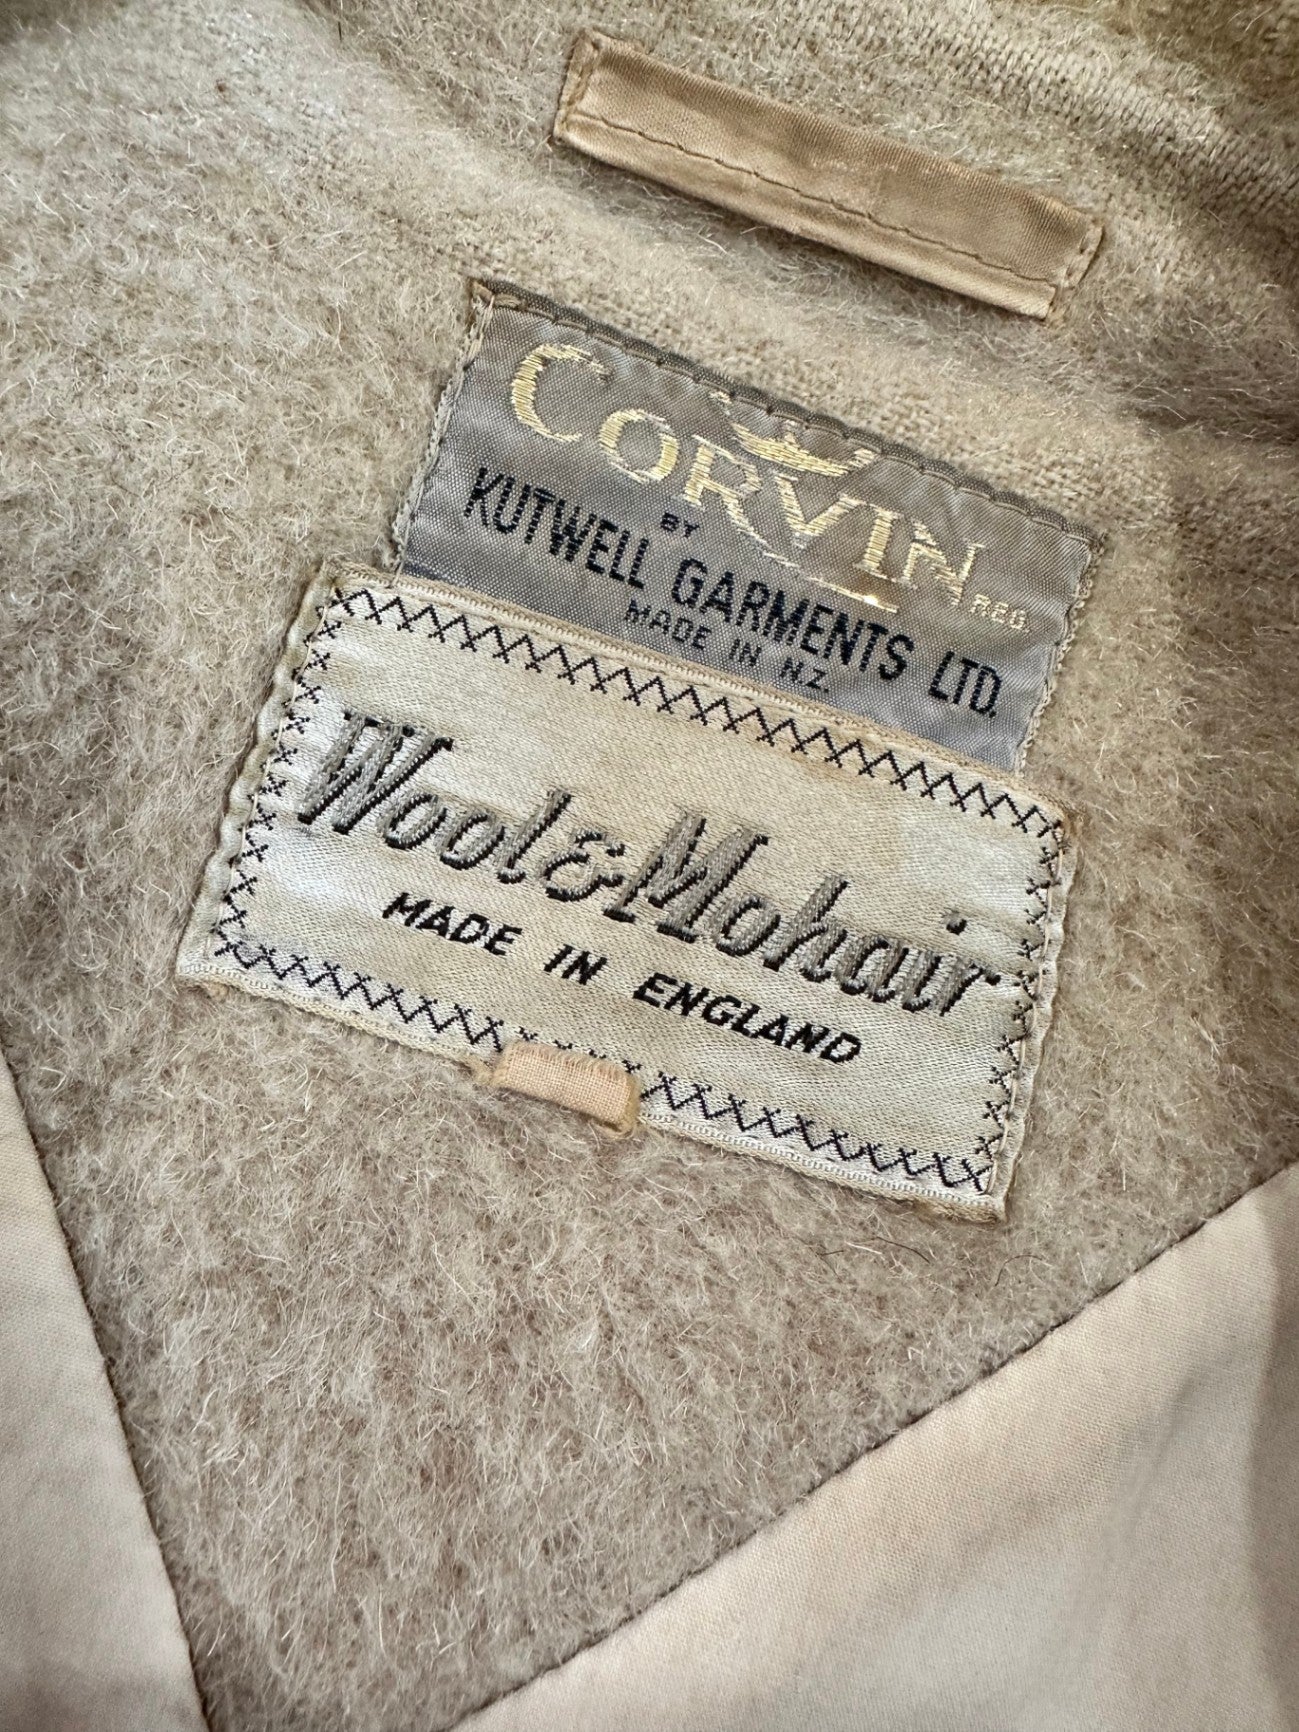 CORVIN REG.
BY
KUTWELL GARMENTS LTD.
MADE IN N.Z.
Wool & Mohair
MADE IN ENGLAND